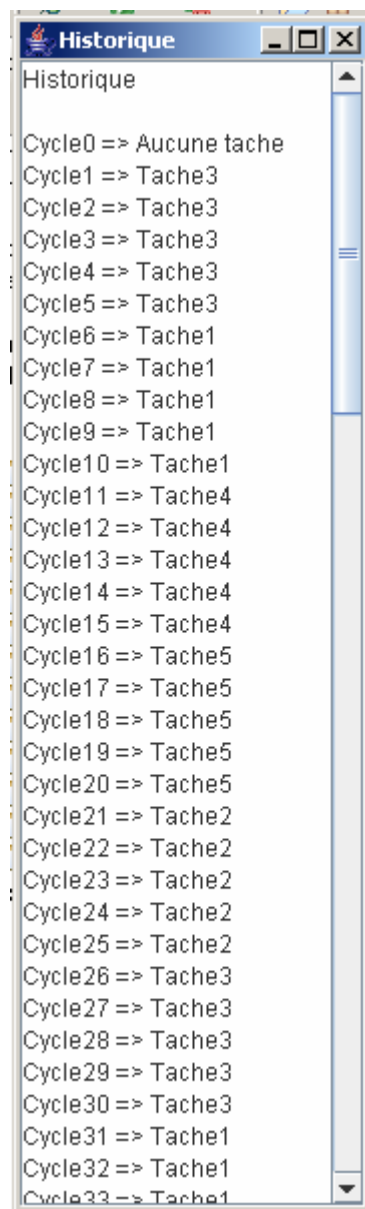 Historique
Historique
Cycle0 => Aucune tache
Cycle1 => Tache3
Cycle2 => Tache3
Cycle3 => Tache3
Cycle4 => Tache3
Cycle5 => Tache3
Cycle6 => Tache1
Cycle7 => Tache1
Cycle8 => Tache1
Cycle9 => Tache1
Cycle10 => Tache1
Cycle11 => Tache4
Cycle12 => Tache4
Cycle13 => Tache4
Cycle14 => Tache4
Cycle15 => Tache4
Cycle16 => Tache5
Cycle17 => Tache5
Cycle18 => Tache5
Cycle19 => Tache5
Cycle20 => Tache5
Cycle21 => Tache2
Cycle22 => Tache2
Cycle23 => Tache2
Cycle24 => Tache2
Cycle25 => Tache2
Cycle26 => Tache3
Cycle27 => Tache3
Cycle28 => Tache3
Cycle29 => Tache3
Cycle30 => Tache3
Cycle31 => Tache1
Cycle32 => Tache1
Cycle33 => Tache1